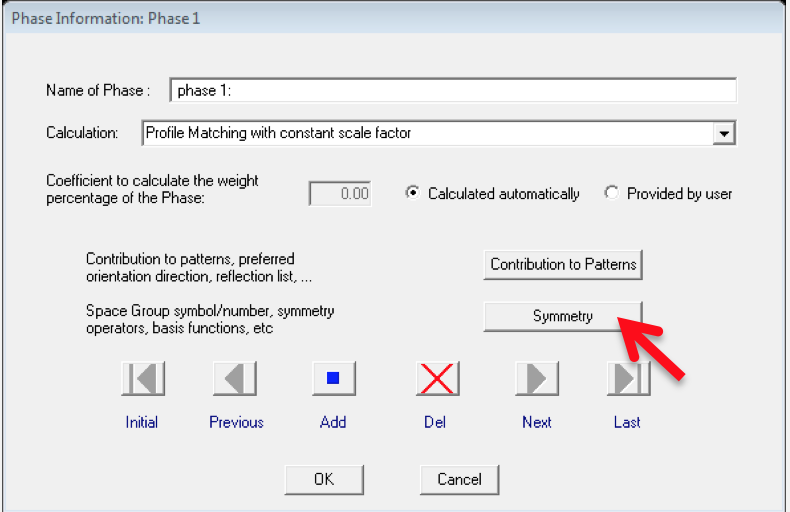 Phase Information: Phase 1
Name of Phase : phase 1:
Calculation: Profile Matching with constant scale factor
Coefficient to calculate the weight
percentage of the Phase: 0.00 Calculated automatically Provided by user
Contribution to patterns, preferred
orientation direction, reflection list, ... Contribution to Patterns
Space Group symbol/number, symmetry
operators, basis functions, etc Symmetry
Initial Previous Add Del Next Last
OK Cancel